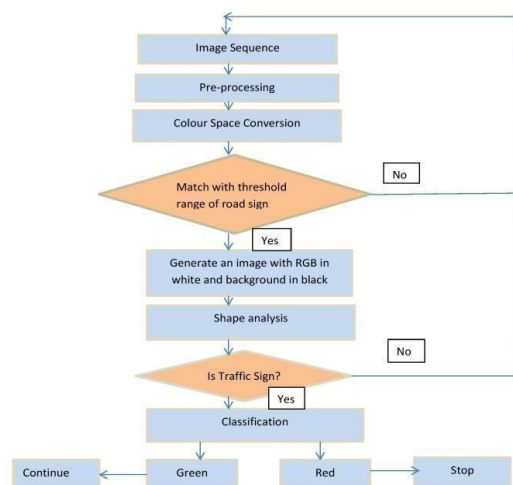 Image Sequence
Pre-processing
Colour Space Conversion
Match with threshold
range of road sign
No
Yes
Generate an image with RGB in
white and background in black
Shape analysis
Is Traffic Sign?
No
Yes
Classification
Continue
Green
Red
Stop